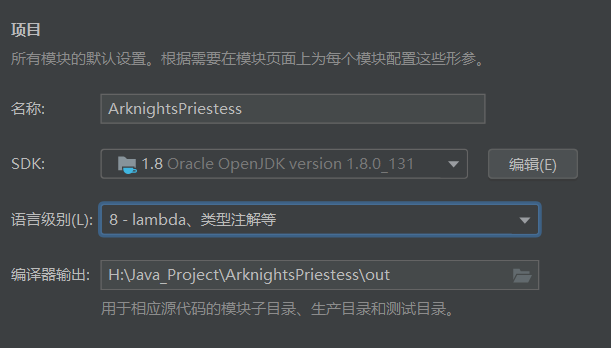 项目
所有模块的默认设置。根据需要在模块页面上为每个模块配置这些形参。
名称: ArknightsPriestess
SDK: 1.8 Oracle OpenJDK version 1.8.0_131 编辑(E)
语言级别(L): 8 - lambda、类型注解等
编译器输出: H:\Java_Project\ArknightsPriestess\out
用于相应源代码的模块子目录、生产目录和测试目录。